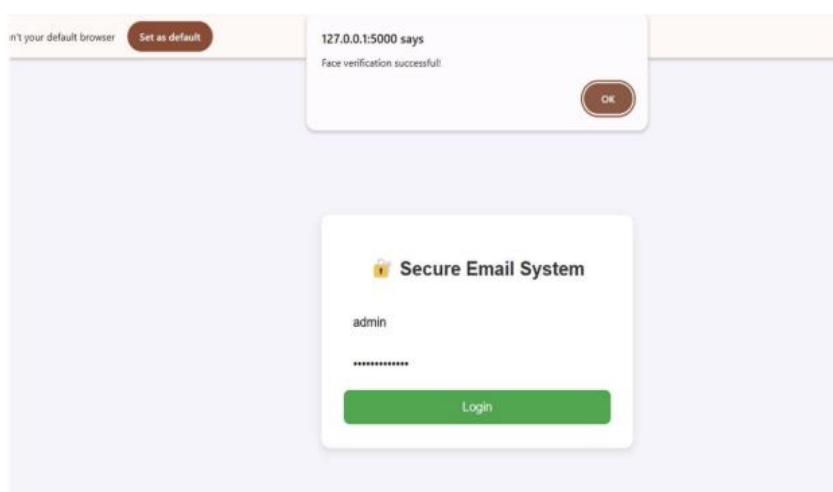 n't your default browser Set as default
127.0.0.1:5000 says
Face verification successful!
OK
🔐 Secure Email System
admin
•••••••••••••
Login